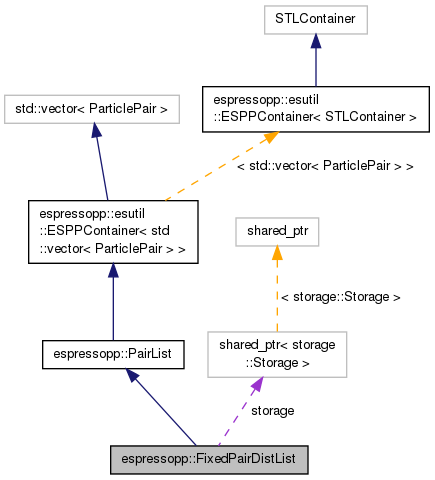 STLContainer
espressopp::esutil
::ESPPContainer< STLContainer >
std::vector< ParticlePair >
< std::vector< ParticlePair > >
espressopp::esutil
::ESPPContainer< std
::vector< ParticlePair > >
shared_ptr
< storage::Storage >
espressopp::PairList
shared_ptr< storage
::Storage >
storage
espressopp::FixedPairDistList